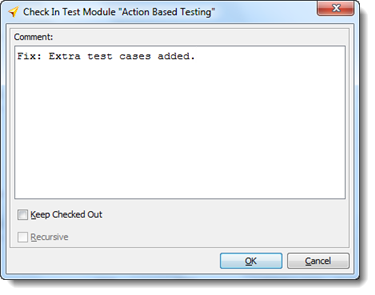 Check In Test Module "Action Based Testing"
Comment:
Fix: Extra test cases added.
Keep Checked Out
Recursive
OK
Cancel